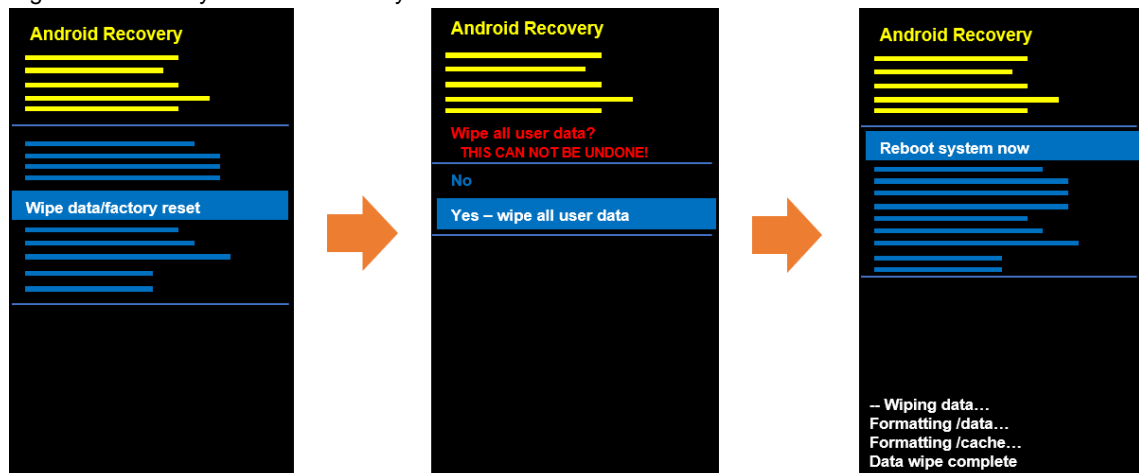 Android Recovery
Wipe data/factory reset
Android Recovery
Wipe all user data?
THIS CAN NOT BE UNDONE!
No
Yes – wipe all user data
Android Recovery
Reboot system now
-- Wiping data...
Formatting /data...
Formatting /cache...
Data wipe complete